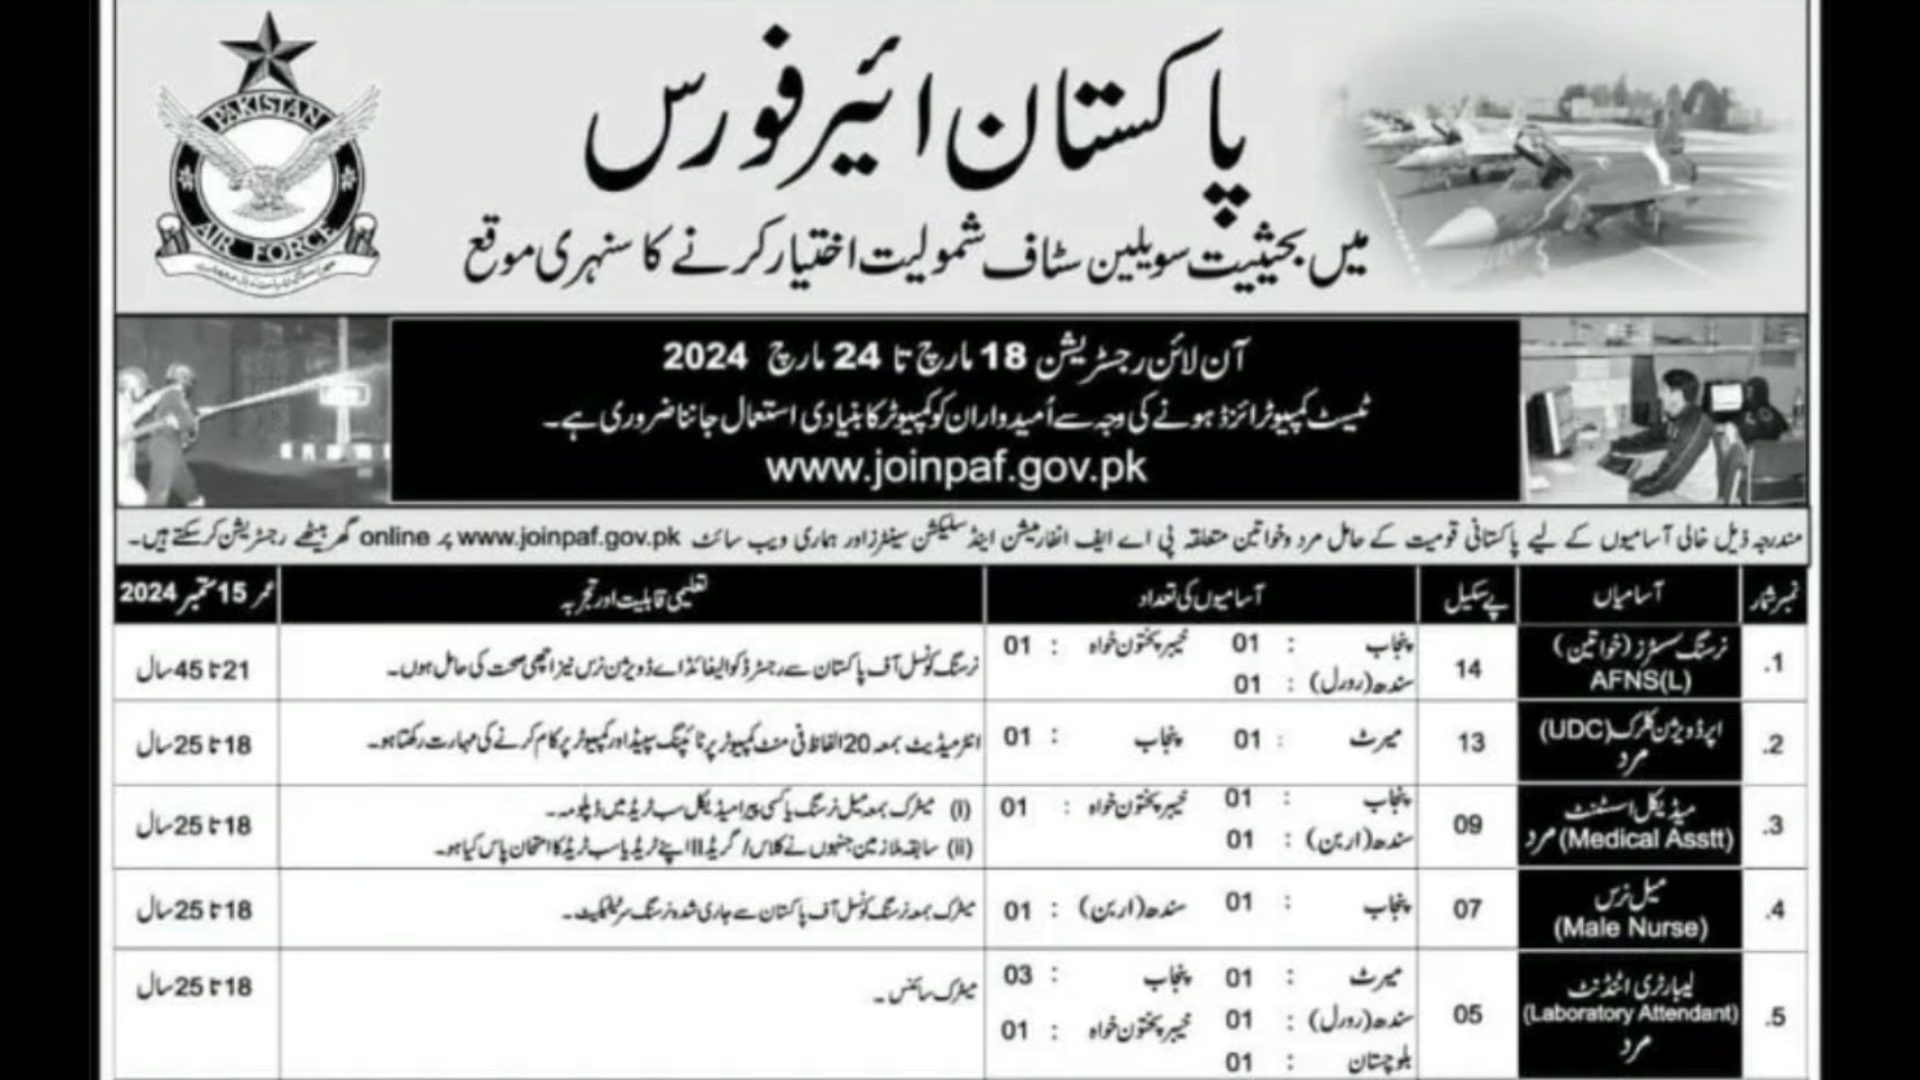 پاکستان ائیر فورس
میں بحیثیت سویلین سٹاف شمولیت اختیار کرنے کا سنہری موقع
PAKISTAN
AIR FORCE
آن لائن رجسٹریشن 18 مارچ تا 24 مارچ 2024
ٹیسٹ کمپیوٹرائزڈ ہونے کی وجہ سے اُمیدواران کو کمپیوٹر کا بنیادی استعمال جاننا ضروری ہے۔
www.joinpaf.gov.pk
مندرجہ ذیل خالی آسامیوں کے لیے پاکستانی قومیت کے حامل مرد و خواتین متعلقہ پی اے ایف انفارمیشن اینڈ سلیکشن سینٹرز اور ہماری ویب سائٹ www.joinpaf.gov.pk پر online گھر بیٹھے رجسٹریشن کر سکتے ہیں۔
نمبر شمار آسامیاں پے سکیل آسامیوں کی تعداد تعلیمی قابلیت اور تجربہ عمر 15 ستمبر 2024
1. نرسنگ سسٹرز (خواتین) AFNS(L) 14 پنجاب : 01 خیبر پختون خواہ : 01
سندھ (رورل) : 01
نرسنگ کونسل آف پاکستان سے رجسٹرڈ کوالیفائڈ اے ڈویژن نرس نیز اچھی صحت کی حامل ہوں۔ 21 تا 45 سال
2. اپر ڈویژن کلرک (UDC) مرد 13 میرٹ : 01 پنجاب : 01
انٹرمیڈیٹ بمعہ 20 الفاظ فی منٹ کمپیوٹر پر ٹائپنگ سپیڈ اور کمپیوٹر پر کام کرنے کی مہارت رکھتا ہو۔ 18 تا 25 سال
3. میڈیکل اسٹنٹ (Medical Asstt) مرد 09 پنجاب : 01 خیبر پختون خواہ : 01
سندھ (اربن) : 01
(i) میٹرک بمعہ میل نرسنگ یا کسی پیرا میڈیکل سب ٹریڈ میں ڈپلومہ۔
(ii) سابقہ ملازمین جنہوں نے کلاس / گریڈ II اپنے ٹریڈ یا سب ٹریڈ کا امتحان پاس کیا ہو۔ 18 تا 25 سال
4. میل نرس (Male Nurse) 07 پنجاب : 01 سندھ (اربن) : 01
میٹرک بمعہ نرسنگ کونسل آف پاکستان سے جاری شدہ نرسنگ سرٹیفکیٹ۔ 18 تا 25 سال
5. لیبارٹری اٹنڈنٹ (Laboratory Attendant) مرد 05 میرٹ : 01 پنجاب : 03
سندھ (رورل) : 01 خیبر پختون خواہ : 01
بلوچستان : 01
میٹرک سائنس۔ 18 تا 25 سال